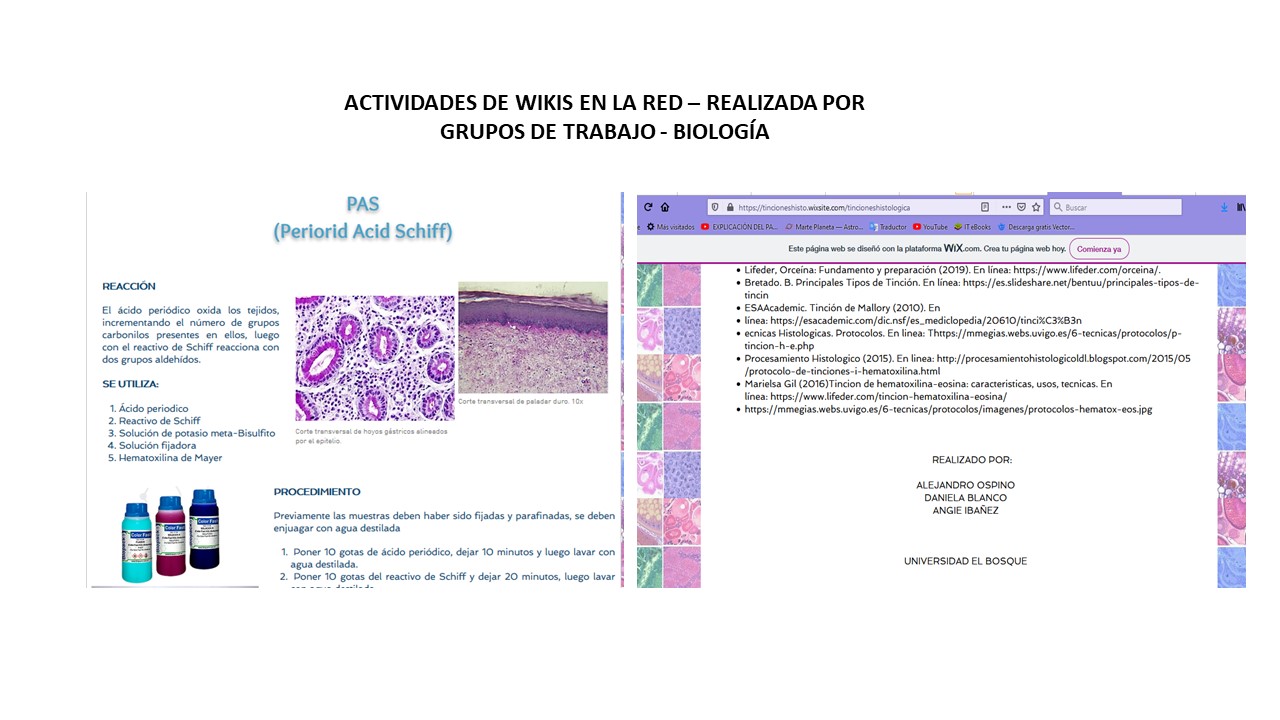 ACTIVIDADES DE WIKIS EN LA RED – REALIZADA POR
GRUPOS DE TRABAJO - BIOLOGÍA
PAS
(Periorid Acid Schiff)
REACCIÓN
El ácido periódico oxida los tejidos,
incrementando el número de grupos
carbonilos presentes en ellos, luego
con el reactivo de Schiff reacciona con
dos grupos aldehídos.
SE UTILIZA:
1. Ácido periodico
2. Reactivo de Schiff
3. Solución de potasio meta-Bisulfito
4. Solución fijadora
5. Hematoxilina de Mayer
Corte transversal de hoyos gástricos alineados
por el epitelio.
Corte transversal de paladar duro. 10x
Color Fast
Color Fast
Color Fast
PROCEDIMIENTO
Previamente las muestras deben haber sido fijadas y parafinadas, se deben
enjuagar con agua destilada
1. Poner 10 gotas de ácido periódico, dejar 10 minutos y luego lavar con
agua destilada.
2. Poner 10 gotas del reactivo de Schiff y dejar 20 minutos, luego lavar
con agua destilada.
https://tincioneshisto.wixsite.com/tincioneshistologica
Buscar
Más visitados
EXPLICACIÓN DEL PA...
Marte Planeta — Astro...
Traductor
YouTube
IT eBooks
Descarga gratis Vector...
Este página web se diseñó con la plataforma WiX.com. Crea tu página web hoy.
Comienza ya
• Lifeder, Orceína: Fundamento y preparación (2019). En línea: https://www.lifeder.com/orceina/.
• Bretado. B. Principales Tipos de Tinción. En línea: https://es.slideshare.net/bentuu/principales-tipos-de-
tincin
• ESAAcademic. Tinción de Mallory (2010). En
• línea: https://esacademic.com/dic.nsf/es_mediclopedia/20610/tinci%C3%B3n
• ecnicas Histologicas. Protocolos. En linea: Thttps://mmegias.webs.uvigo.es/6-tecnicas/protocolos/p-
tincion-h-e.php
• Procesamiento Histologico (2015). En linea: http://procesamientohistologicoldl.blogspot.com/2015/05
/protocolo-de-tinciones-i-hematoxilina.html
• Marielsa Gil (2016)Tincion de hematoxilina-eosina: caracteristicas, usos, tecnicas. En
línea: https://www.lifeder.com/tincion-hematoxilina-eosina/
• https://mmegias.webs.uvigo.es/6-tecnicas/protocolos/imagenes/protocolos-hematox-eos.jpg
REALIZADO POR:
ALEJANDRO OSPINO
DANIELA BLANCO
ANGIE IBAÑEZ
UNIVERSIDAD EL BOSQUE